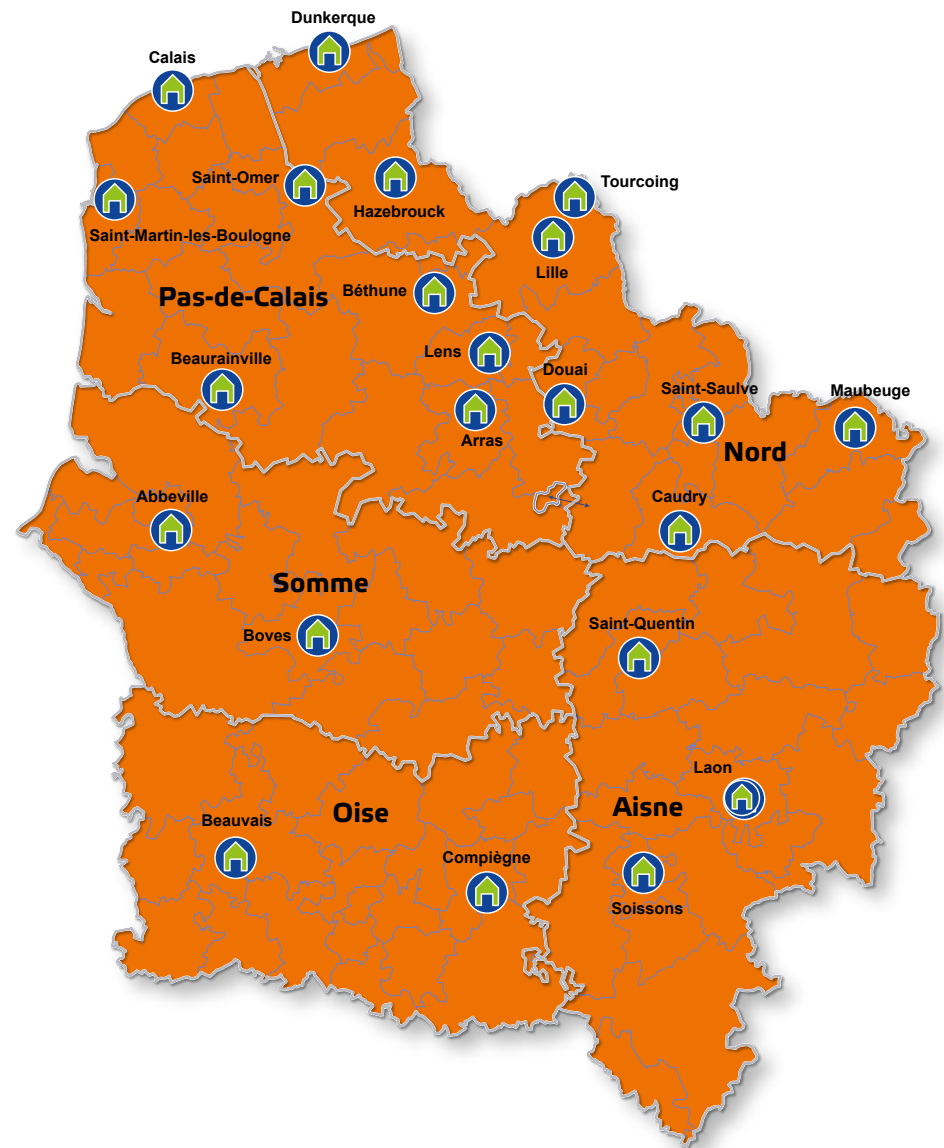 Dunkerque
Calais
Saint-Omer
Hazebrouck
Tourcoing
Saint-Martin-les-Boulogne
Lille
Pas-de-Calais
Béthune
Lens
Beaurainville
Douai
Saint-Saulve
Maubeuge
Arras
Nord
Abbeville
Caudry
Somme
Boves
Saint-Quentin
Laon
Oise
Aisne
Beauvais
Compiègne
Soissons